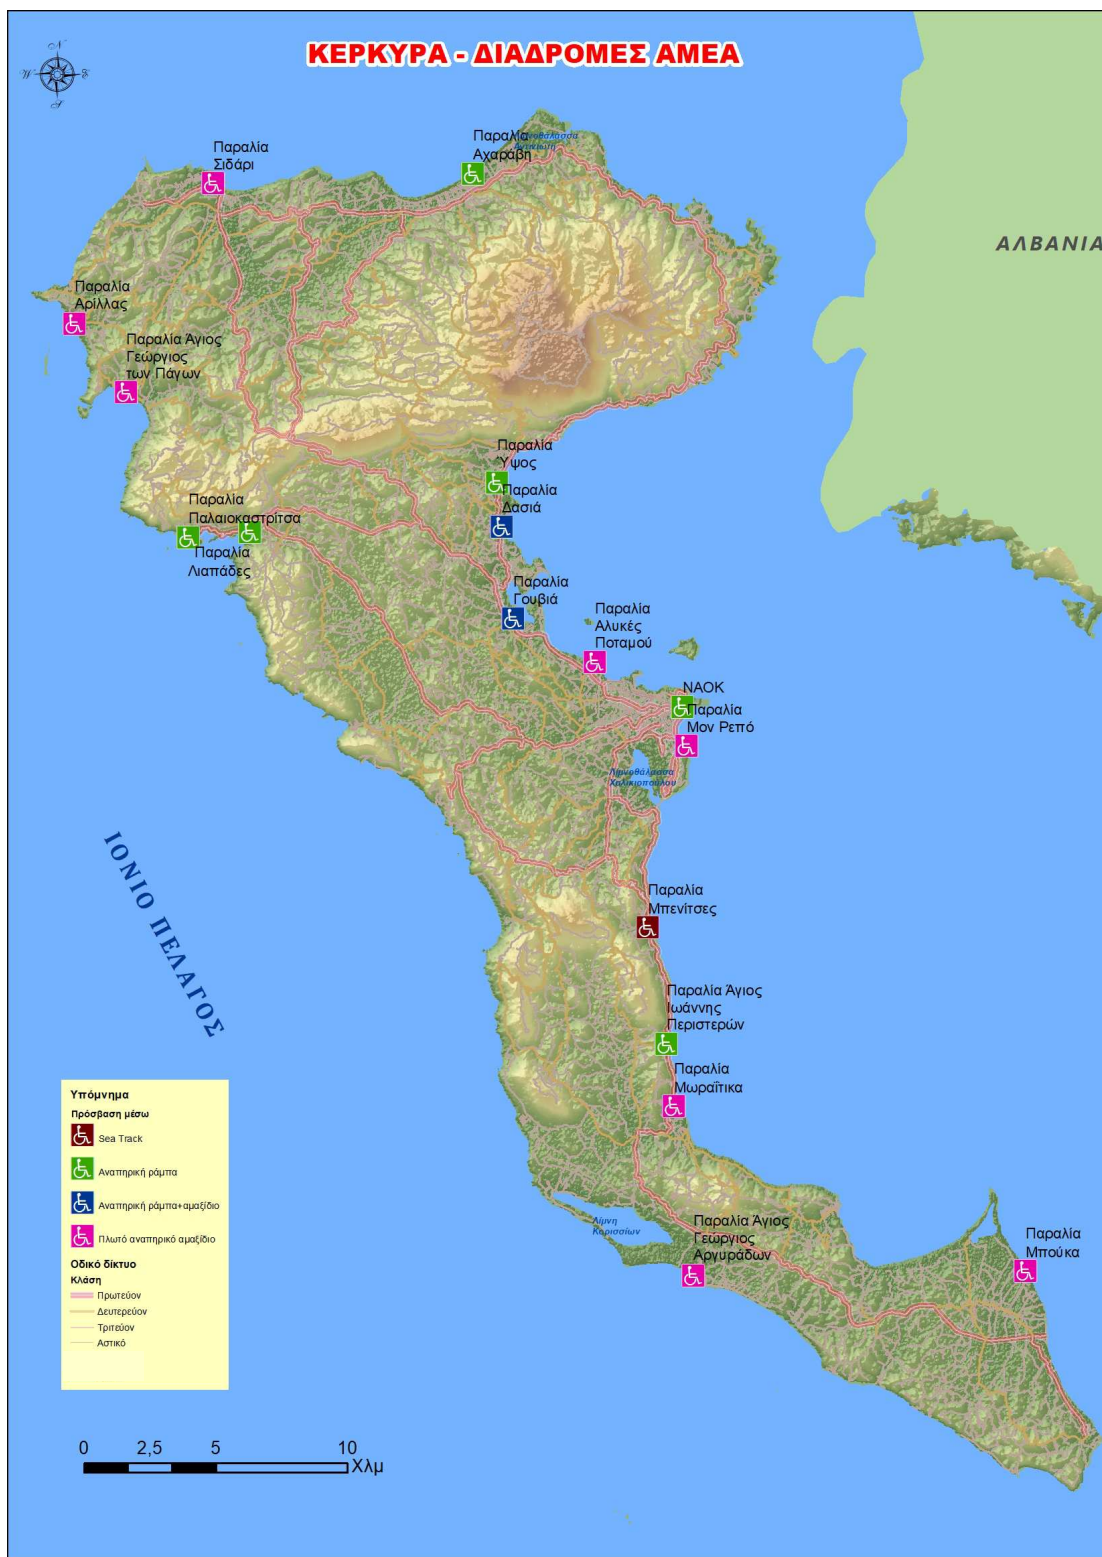 ΚΕΡΚΥΡΑ - ΔΙΑΔΡΟΜΕΣ ΑΜΕΑ
N
W
E
S
Παραλία
Σιδάρι
Παραλία
Αχαράβη
ΑΛΒΑΝΙΑ
Παραλία
Αρίλλας
Παραλία Άγιος
Γεώργιος
των Πάγων
Παραλία
Ύψος
Παραλία
Δασιά
Παραλία
Παλαιοκαστρίτσα
Παραλία
Λιαπάδες
Παραλία
Γουβιά
Παραλία
Αλυκές
Ποταμού
ΝΑΟΚ
Παραλία
Μον Ρεπό
Λιμνοθάλασσα
Χαλικιοπούλου
ΙΟΝΙΟ ΠΕΛΑΓΟΣ
Παραλία
Μπενίτσες
Παραλία Άγιος
Ιωάννης
Περιστερών
Παραλία
Μωραΐτικα
Λίμνη
Κορισσίων
Παραλία Άγιος
Γεώργιος
Αργυράδων
Παραλία
Μπούκα
Υπόμνημα
Πρόσβαση μέσω
Sea Track
Αναπηρική ράμπα
Αναπηρική ράμπα+αμαξίδιο
Πλωτό αναπηρικό αμαξίδιο
Οδικό δίκτυο
Κλάση
Πρωτεύον
Δευτερεύον
Τριτεύον
Αστικό
0 2,5 5 10
Χλμ